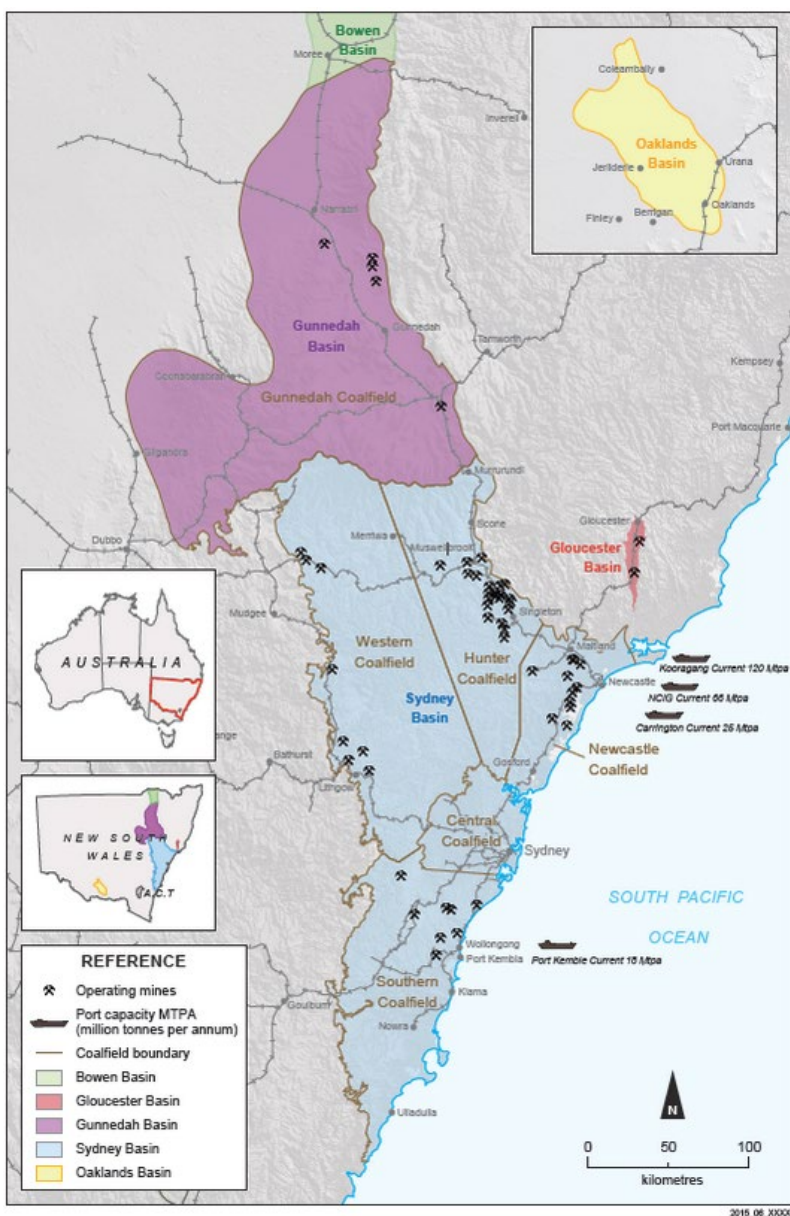 Bowen
Basin
Moree
Inverell
Coleambally
Oaklands
Basin
Urana
Jerilderie
Oaklands
Finley
Berrigan
Narrabri
Gunnedah
Basin
Gunnedah
Tamworth
Coonabarabran
Gunnedah Coalfield
Kempsey
Port Macquarie
Gilgandra
Murrurundi
Scone
Merriwa
Muswellbrook
Gloucester
Gloucester
Basin
Dubbo
Mudgee
Singleton
Western
Coalfield
Hunter
Coalfield
Sydney
Basin
Maitland
Newcastle
Kooragang Current 120 Mtpa
NCIG Current 66 Mtpa
Carrington Current 25 Mtpa
Newcastle
Coalfield
AUSTRALIA
ange
Bathurst
Lithgow
Gosford
Central
Coalfield
Sydney
NEW SOUTH
WALES
A.C.T
SOUTH PACIFIC
OCEAN
Wollongong
Port Kembla
Port Kemble Current 16 Mtpa
Southern
Coalfield
Kiama
Goulburn
Nowra
Ulladulla
REFERENCE
Operating mines
Port capacity MTPA
(million tonnes per annum)
Coalfield boundary
Bowen Basin
Gloucester Basin
Gunnedah Basin
Sydney Basin
Oaklands Basin
N
0 50 100
kilometres
2015_06_XXXX